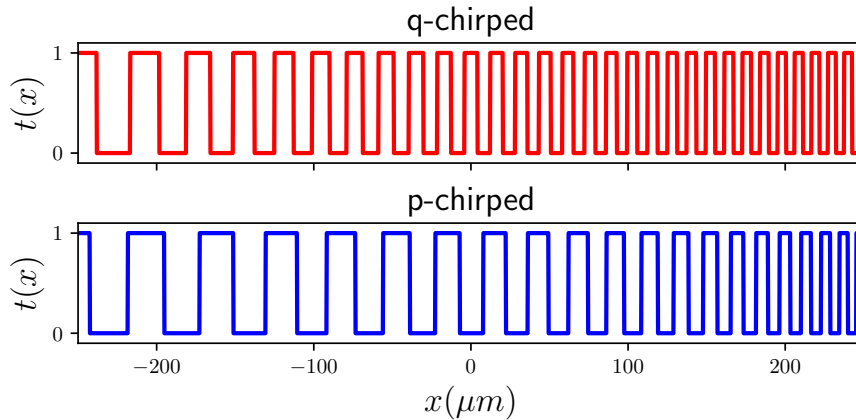 q-chirped
t(x)
1
0
p-chirped
t(x)
1
0
−200 −100 0 100 200
x(μm)